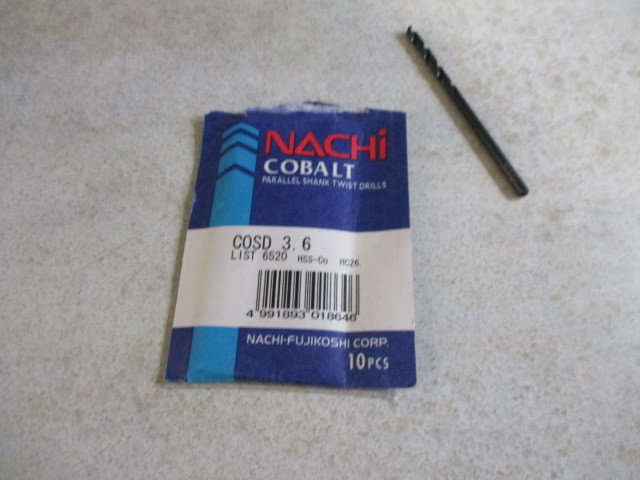 NACHi
COBALT
PARALLEL SHANK TWIST DRILLS
COSD 3.6
LIST 6520 HSS-Co HC26.
4 991893 018646
NACHI-FUJIKOSHI CORP.
10PCS